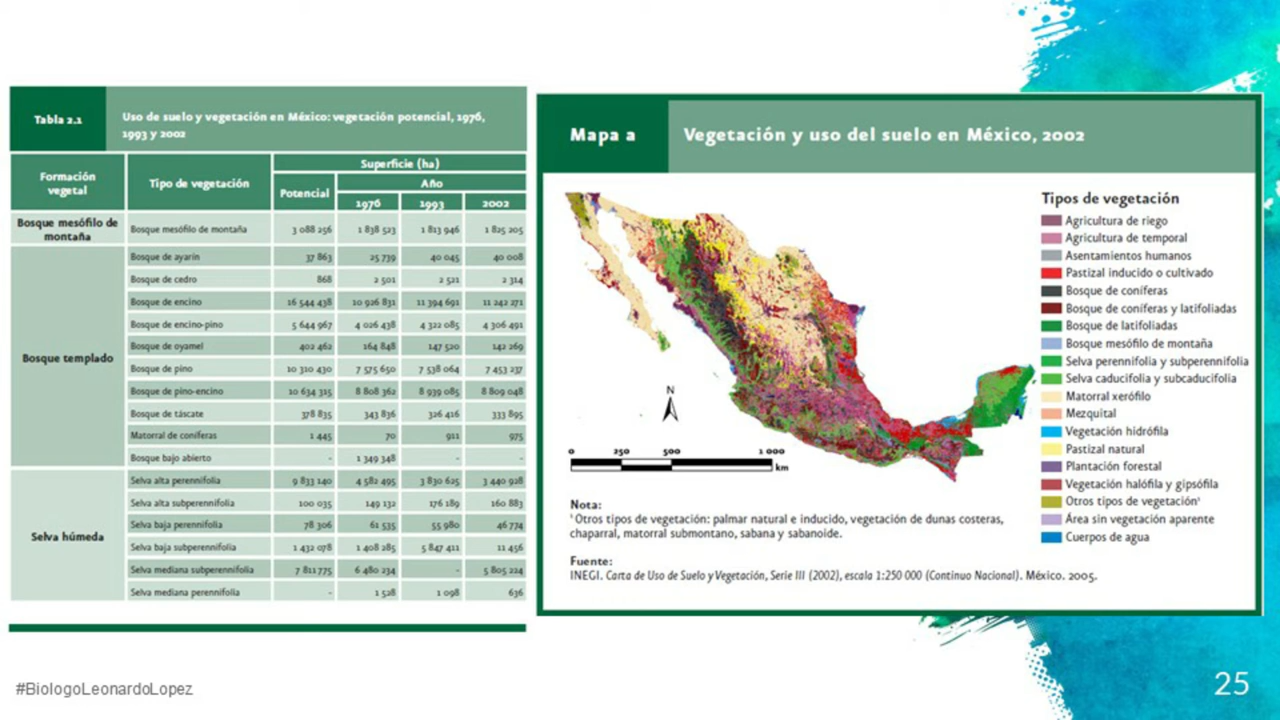 Tabla 2.1
Uso de suelo y vegetación en México: vegetación potencial, 1976,
1993 y 2002
Formación vegetal Tipo de vegetación Superficie (ha)
Potencial Año
1976 1993 2002
Bosque mesófilo de montaña Bosque mesófilo de montaña 3 088 256 1 838 523 1 813 946 1 825 205
Bosque templado
Bosque de ayarín 37 863 25 739 40 045 40 008
Bosque de cedro 868 2 501 2 521 2 314
Bosque de encino 16 544 438 10 926 831 11 394 691 11 242 271
Bosque de encino-pino 5 644 967 4 026 438 4 322 085 4 306 491
Bosque de oyamel 402 462 164 848 147 520 142 269
Bosque de pino 10 310 430 7 575 650 7 538 064 7 453 237
Bosque de pino-encino 10 634 315 8 808 362 8 939 085 8 809 048
Bosque de táscate 378 835 343 836 326 416 333 895
Matorral de coníferas 1 445 70 911 975
Bosque bajo abierto - 1 349 348 - -
Selva húmeda
Selva alta perennifolia 9 833 140 4 582 495 3 830 625 3 440 928
Selva alta subperennifolia 100 035 149 132 176 189 160 883
Selva baja perennifolia 78 306 61 535 55 980 46 774
Selva baja subperennifolia 1 432 078 1 408 285 5 847 411 11 456
Selva mediana subperennifolia 7 811 775 6 480 234 - 5 805 224
Selva mediana perennifolia - 1 528 1 098 636
Mapa a
Vegetación y uso del suelo en México, 2002
Tipos de vegetación
Agricultura de riego
Agricultura de temporal
Asentamientos humanos
Pastizal inducido o cultivado
Bosque de coníferas
Bosque de coníferas y latifoliadas
Bosque de latifoliadas
Bosque mesófilo de montaña
Selva perennifolia y subperennifolia
Selva caducifolia y subcaducifolia
Matorral xerófilo
Mezquital
Vegetación hidrófila
Pastizal natural
Plantación forestal
Vegetación halófila y gipsófila
Otros tipos de vegetación¹
Área sin vegetación aparente
Cuerpos de agua
N
0 250 500 1 000
km
Nota:
¹ Otros tipos de vegetación: palmar natural e inducido, vegetación de dunas costeras,
chaparral, matorral submontano, sabana y sabanoide.
Fuente:
INEGI. Carta de Uso de Suelo y Vegetación, Serie III (2002), escala 1:250 000 (Continuo Nacional). México. 2005.
#BiologoLeonardoLopez
25